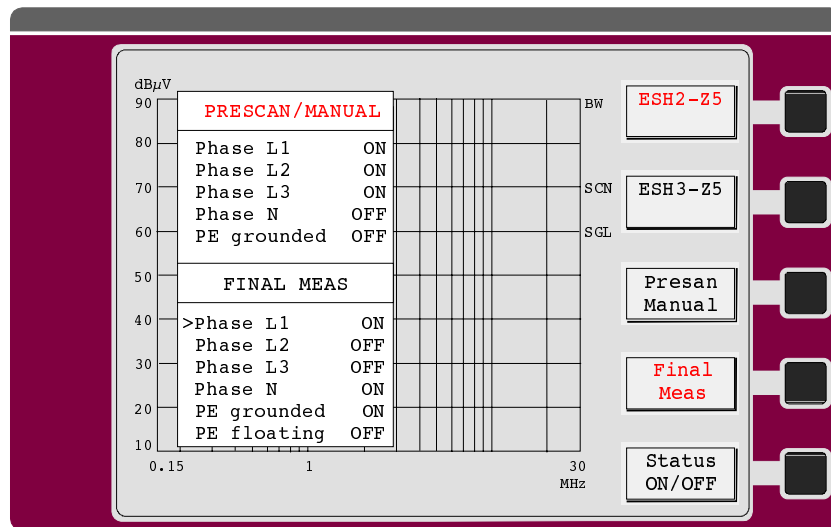 dBµV
90
80
70
60
50
40
30
20
10
PRESCAN/MANUAL
Phase L1 ON
Phase L2 ON
Phase L3 ON
Phase N OFF
PE grounded OFF
FINAL MEAS
>Phase L1 ON
Phase L2 OFF
Phase L3 OFF
Phase N ON
PE grounded ON
PE floating OFF
0.15 1 30
MHz
BW
SCN
SGL
ESH2-Z5
ESH3-Z5
Presan
Manual
Final
Meas
Status
ON/OFF